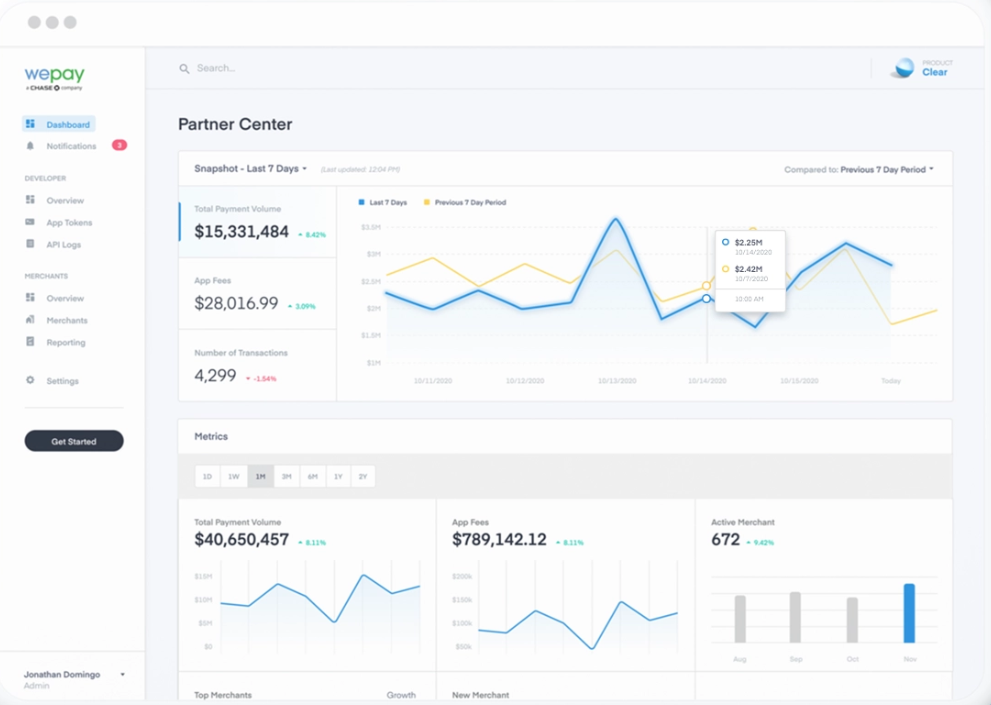 wepay
a CHASE company
Search...
PRODUCT
Clear
Dashboard
Notifications
3
DEVELOPER
Overview
App Tokens
API Logs
MERCHANTS
Overview
Merchants
Reporting
Settings
Get Started
Jonathan Domingo
Admin
Partner Center
Snapshot - Last 7 Days
(Last updated: 12:04 PM)
Compared to: Previous 7 Day Period
Total Payment Volume
$15,331,484 8.42%
App Fees
$28,016.99 3.09%
Number of Transactions
4,299 -1.54%
Last 7 Days Previous 7 Day Period
$3.5M
$3M
$2.5M
$2M
$1.5M
$1M
$2.25M
10/14/2020
$2.42M
10/7/2020
10:00 AM
10/11/2020 10/12/2020 10/13/2020 10/14/2020 10/15/2020 Today
Metrics
1D 1W 1M 3M 6M 1Y 2Y
Total Payment Volume
$40,650,457 8.11%
$15M
$10M
$5M
$0
App Fees
$789,142.12 8.11%
$200k
$150k
$100k
$50k
Active Merchant
672 9.42%
Aug Sep Oct Nov
Top Merchants Growth
New Merchant